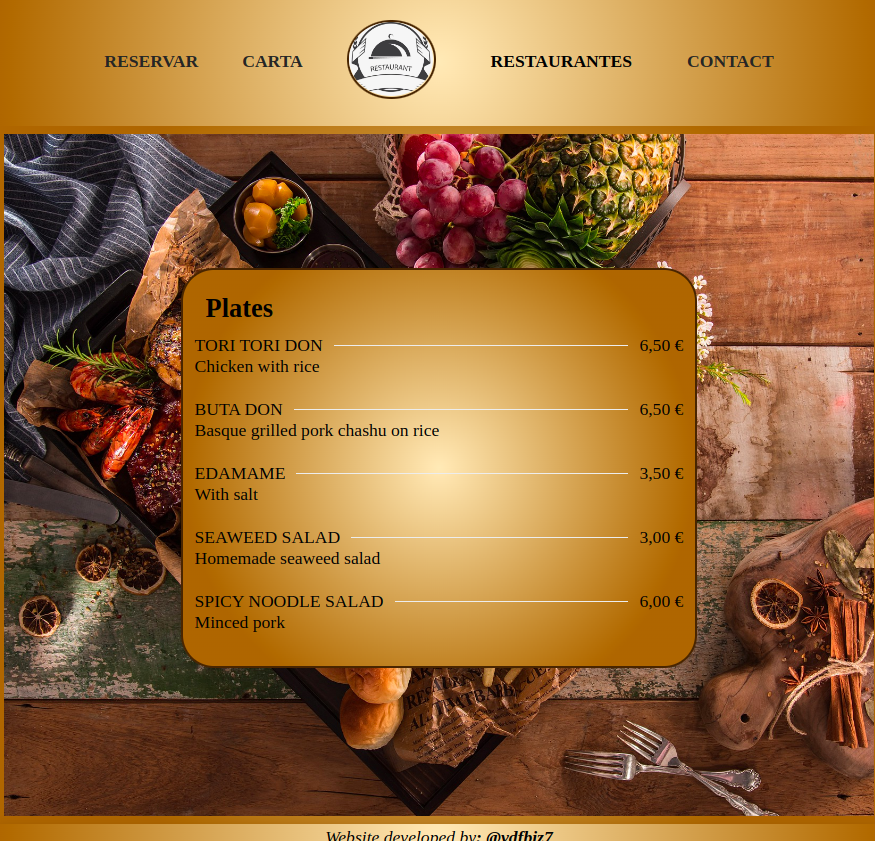 RESERVAR CARTA RESTAURANT RESTAURANTES CONTACT
Plates
TORI TORI DON 6,50 €
Chicken with rice
BUTA DON 6,50 €
Basque grilled pork chashu on rice
EDAMAME 3,50 €
With salt
SEAWEED SALAD 3,00 €
Homemade seaweed salad
SPICY NOODLE SALAD 6,00 €
Minced pork
Website developed by: @ydfbiz7